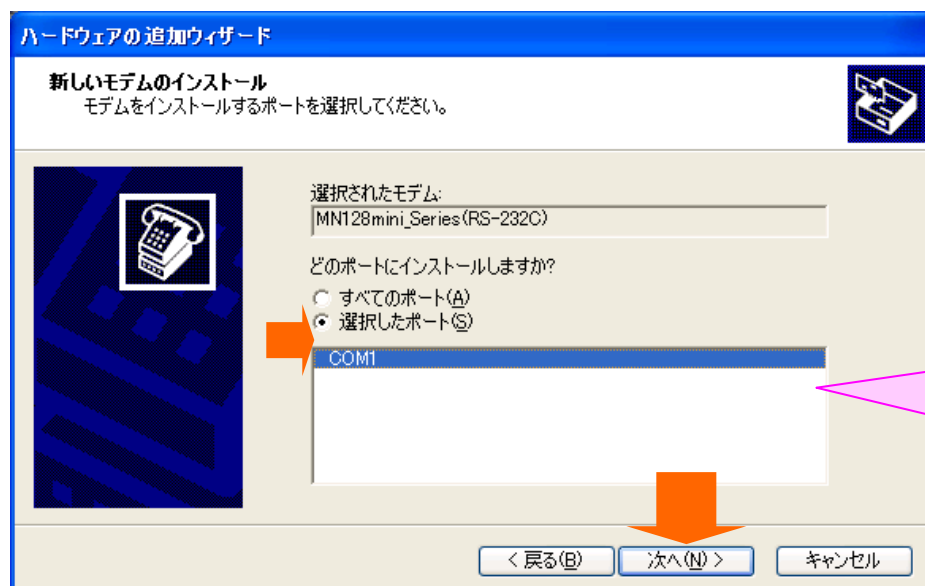 ハードウェアの追加ウィザード
新しいモデムのインストール
モデムをインストールするポートを選択してください。
選択されたモデム:
MN128mini_Series(RS-232C)
どのポートにインストールしますか?
すべてのポート(A)
選択したポート(S)
COM1
< 戻る(B)
次へ(N) >
キャンセル